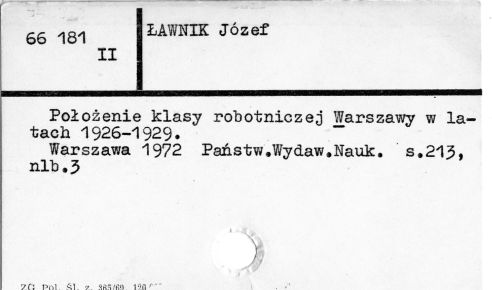 66 181
II
ŁAWNIK Józef
Położenie klasy robotniczej Warszawy w la-
tach 1926-1929.
Warszawa 1972 Państw.Wydaw.Nauk. s.213,
nlb.3
ZG Pol. Śl. z. 365/69 120